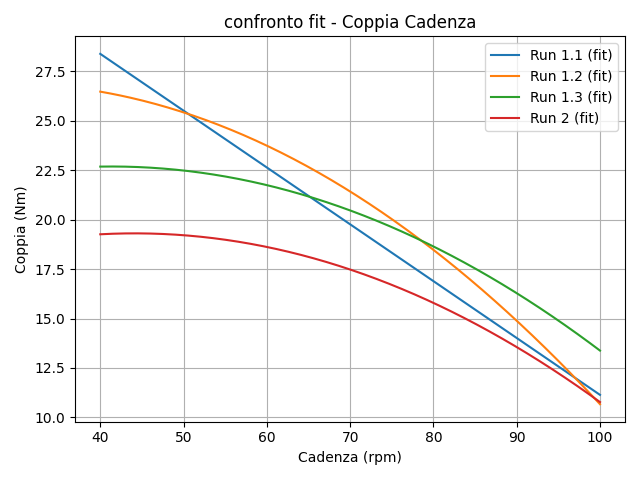 confronto fit - Coppia Cadenza
Run 1.1 (fit)
Run 1.2 (fit)
Run 1.3 (fit)
Run 2 (fit)
Coppia (Nm)
27.5
25.0
22.5
20.0
17.5
15.0
12.5
10.0
40 50 60 70 80 90 100
Cadenza (rpm)